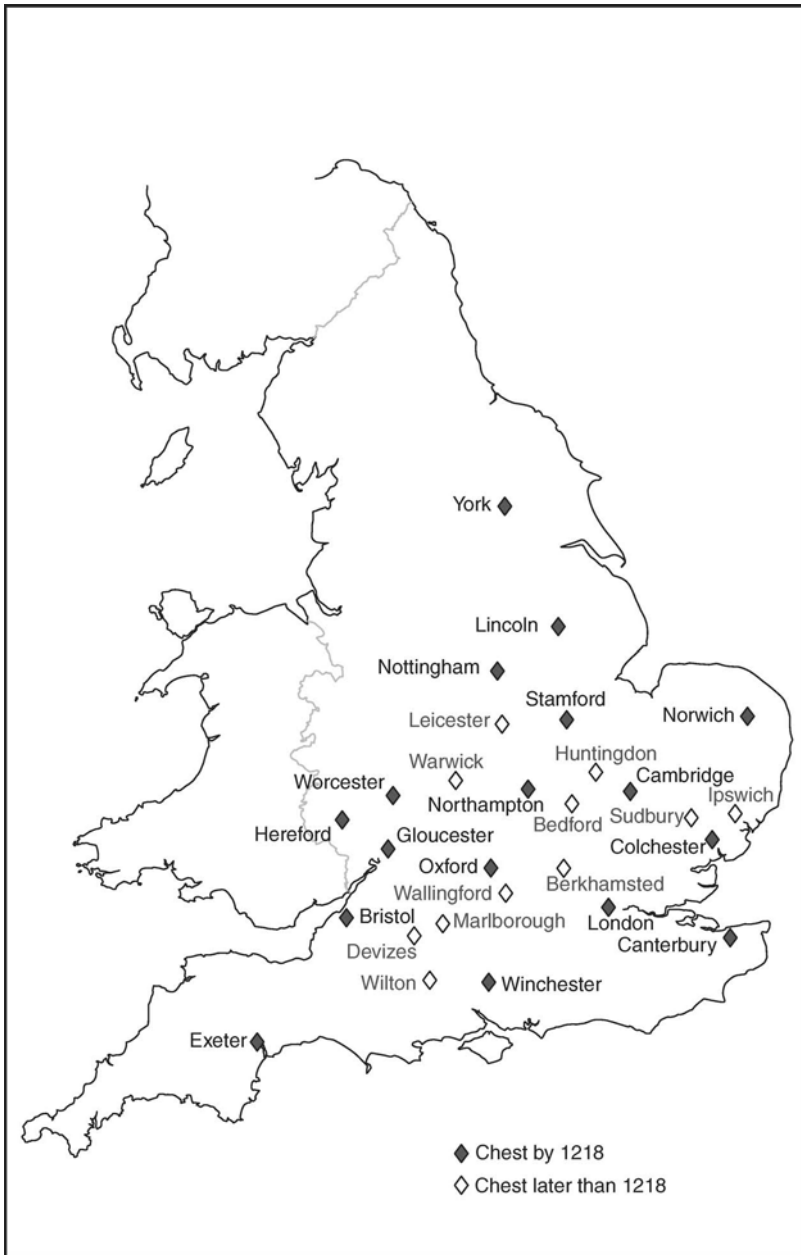 York
Lincoln
Nottingham
Stamford
Norwich
Leicester
Huntingdon
Warwick
Cambridge
Worcester
Northampton
Ipswich
Bedford
Sudbury
Hereford
Gloucester
Colchester
Oxford
Berkhamsted
Wallingford
Bristol
Marlborough
London
Devizes
Canterbury
Wilton
Winchester
Exeter
Chest by 1218
Chest later than 1218